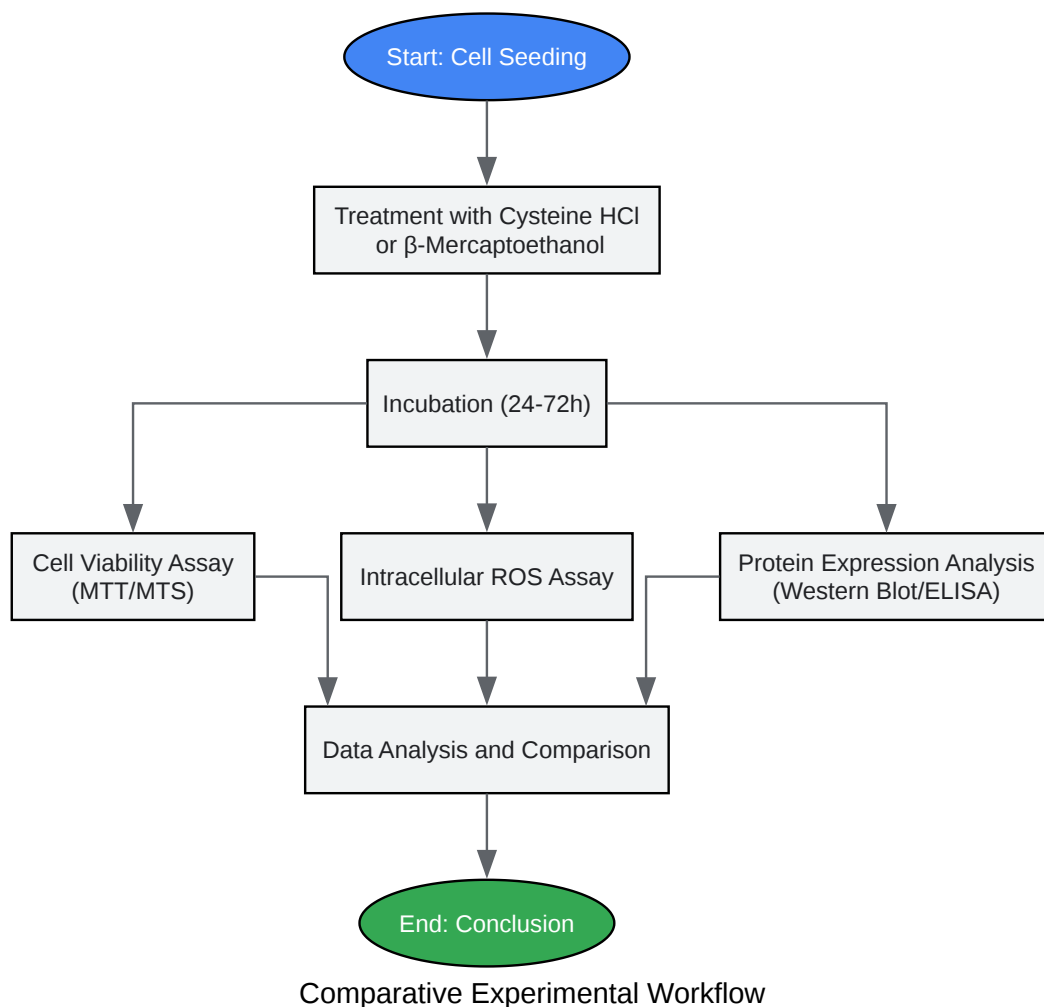 Start: Cell Seeding
Treatment with Cysteine HCl
or β-Mercaptoethanol
Incubation (24-72h)
Cell Viability Assay
(MTT/MTS)
Intracellular ROS Assay
Protein Expression Analysis
(Western Blot/ELISA)
Data Analysis and Comparison
End: Conclusion
Comparative Experimental Workflow